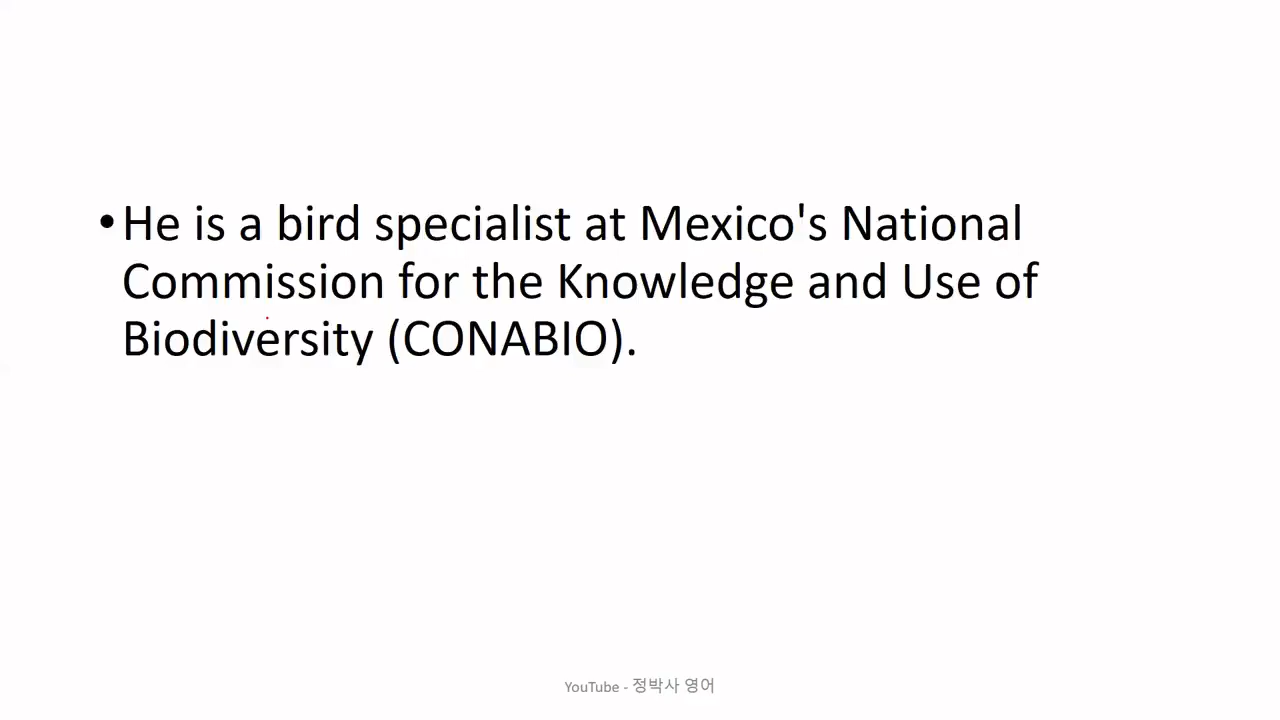 •He is a bird specialist at Mexico's National
Commission for the Knowledge and Use of
Biodiversity (CONABIO).
YouTube - 정박사 영어